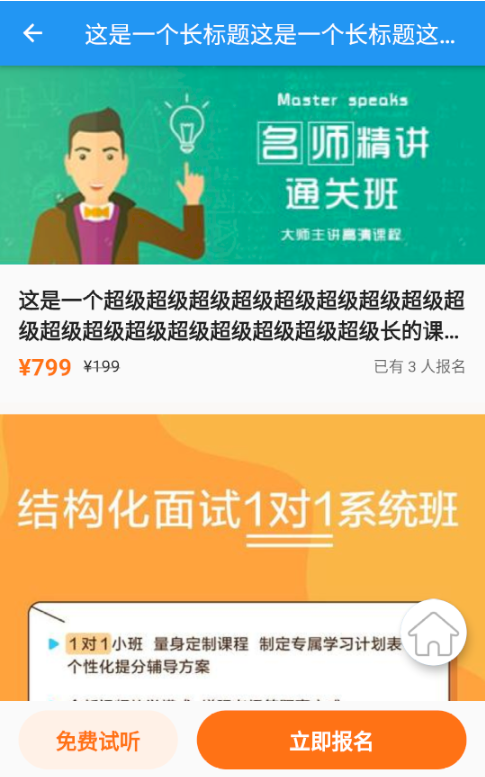 这是一个长标题这是一个长标题这...
Master speaks
名师精讲
通关班
大师主讲高清课程
这是一个超级超级超级超级超级超级超级超级超
级超级超级超级超级超级超级超级超级长的课...
¥799 ¥199 已有 3 人报名
结构化面试1对1系统班
1对1小班 量身定制课程 制定专属学习计划表
个性化提分辅导方案
免费试听 立即报名